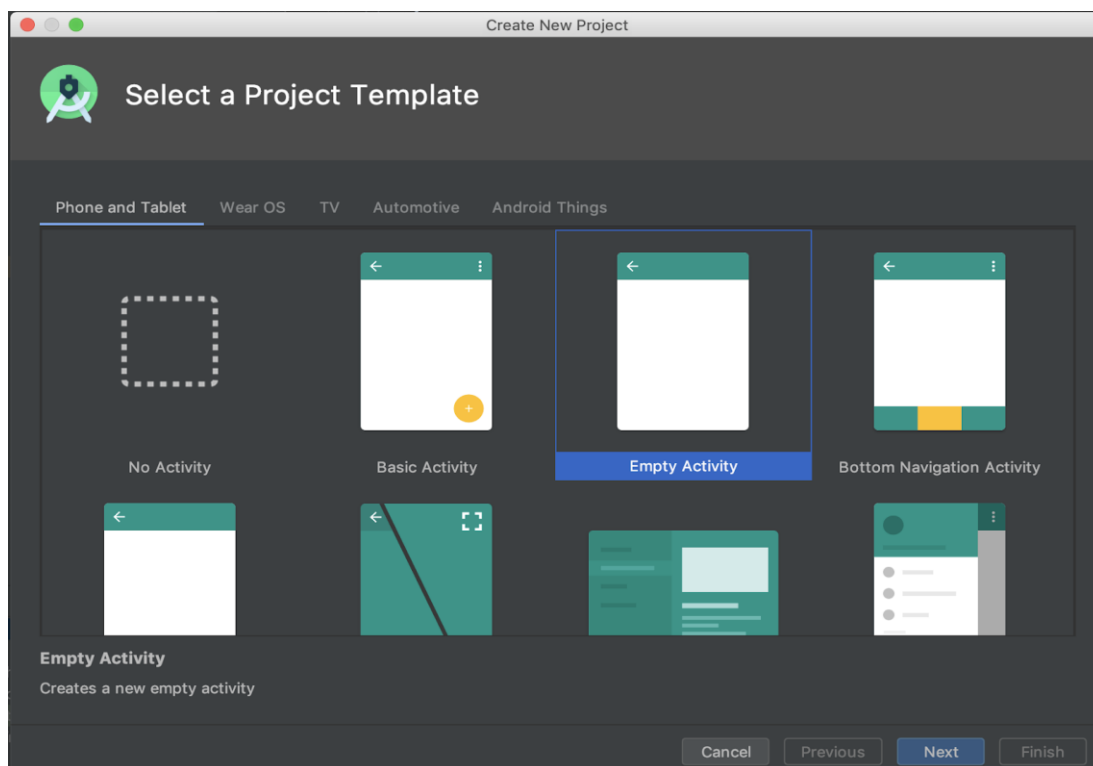 Create New Project
Select a Project Template
Phone and Tablet Wear OS TV Automotive Android Things
No Activity Basic Activity Empty Activity Bottom Navigation Activity
Empty Activity
Creates a new empty activity
Cancel Previous Next Finish